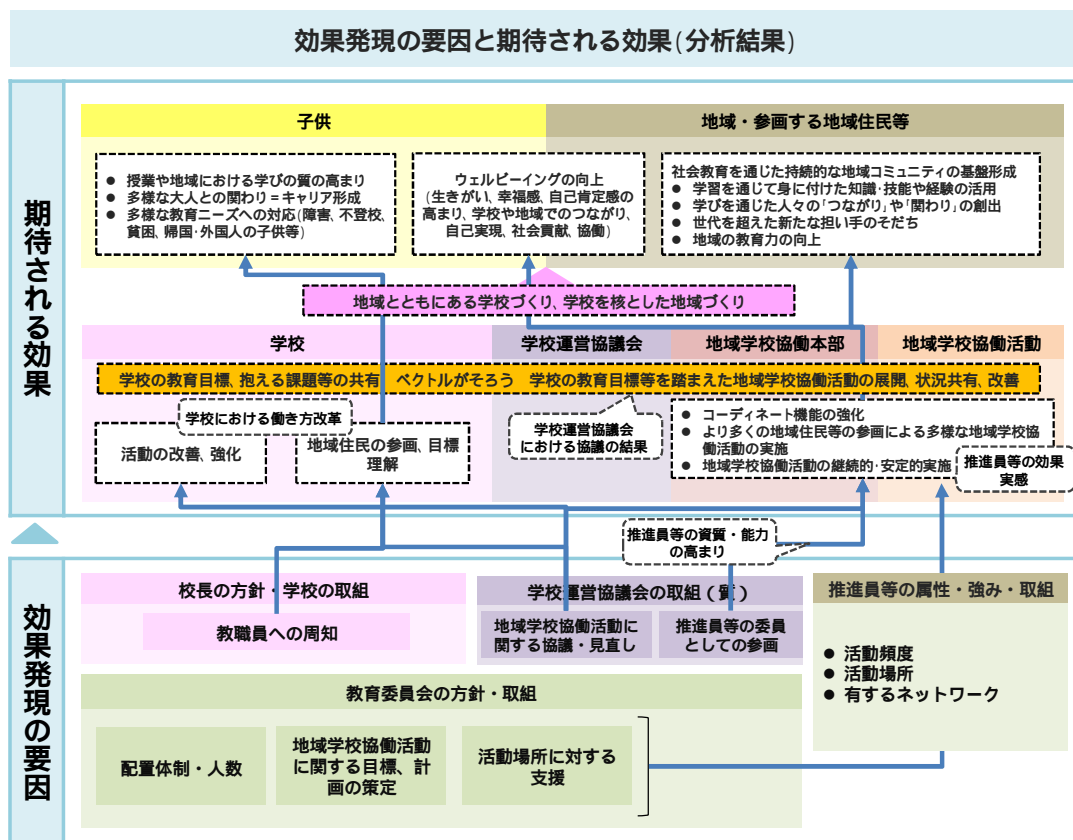 効果発現の要因と期待される効果(分析結果)
期待される効果
子供
地域・参画する地域住民等
● 授業や地域における学びの質の高まり
● 多様な大人との関わり=キャリア形成
● 多様な教育ニーズへの対応(障害、不登校、
貧困、帰国・外国人の子供等)
ウェルビーイングの向上
(生きがい、幸福感、自己肯定感の
高まり、学校や地域でのつながり、
自己実現、社会貢献、協働)
社会教育を通じた持続的な地域コミュニティの基盤形成
● 学習を通じて身に付けた知識・技能や経験の活用
● 学びを通じた人々の「つながり」や「関わり」の創出
● 世代を超えた新たな担い手のそだち
● 地域の教育力の向上
地域とともにある学校づくり、学校を核とした地域づくり
学校
学校運営協議会
地域学校協働本部
地域学校協働活動
学校の教育目標、抱える課題等の共有 ベクトルがそろう 学校の教育目標等を踏まえた地域学校協働活動の展開、状況共有、改善
学校における働き方改革
活動の改善、強化
地域住民の参画、目標
理解
学校運営協議会
における協議の結果
● コーディネート機能の強化
● より多くの地域住民等の参画による多様な地域学校協
働活動の実施
● 地域学校協働活動の継続的・安定的実施
推進員等の効果
実感
推進員等の資質・能力
の高まり
効果発現の要因
校長の方針・学校の取組
教職員への周知
学校運営協議会の取組(質)
地域学校協働活動に
関する協議・見直し
推進員等の委員
としての参画
推進員等の属性・強み・取組
● 活動頻度
● 活動場所
● 有するネットワーク
教育委員会の方針・取組
配置体制・人数
地域学校協働活動
に関する目標、計
画の策定
活動場所に対する
支援